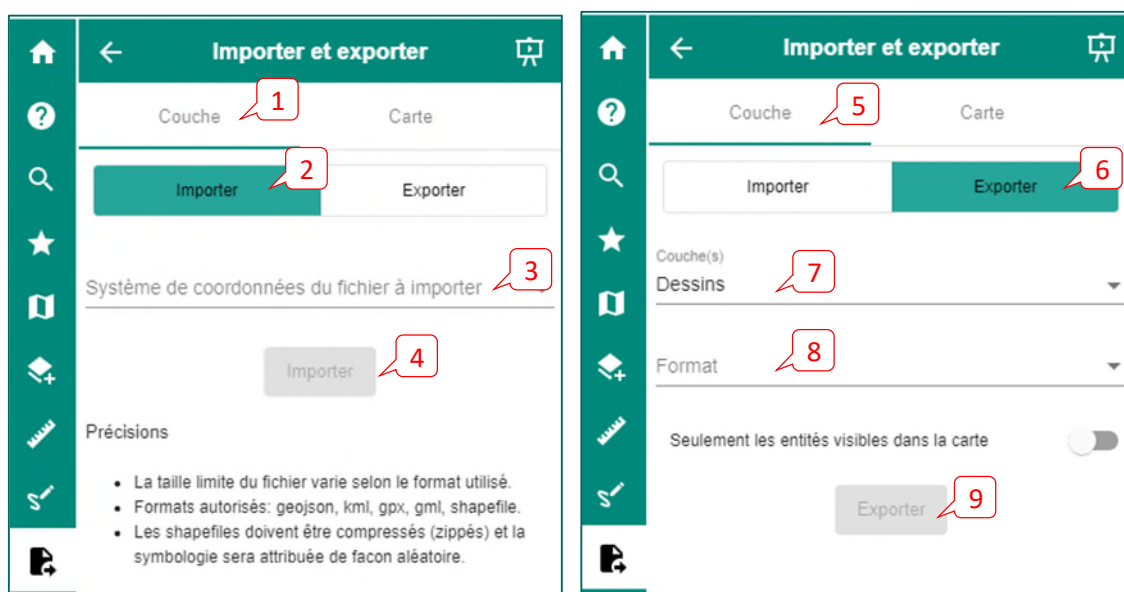 Importer et exporter
Couche
1
Carte
2
Importer
Exporter
Système de coordonnées du fichier à importer
3
Importer
4
Précisions
• La taille limite du fichier varie selon le format utilisé.
• Formats autorisés: geojson, kml, gpx, gml, shapefile.
• Les shapefiles doivent être compressés (zippés) et la
symbologie sera attribuée de facon aléatoire.
Importer et exporter
Couche
5
Carte
Importer
Exporter
6
Couche(s)
Dessins
7
Format
8
Seulement les entités visibles dans la carte
Exporter
9